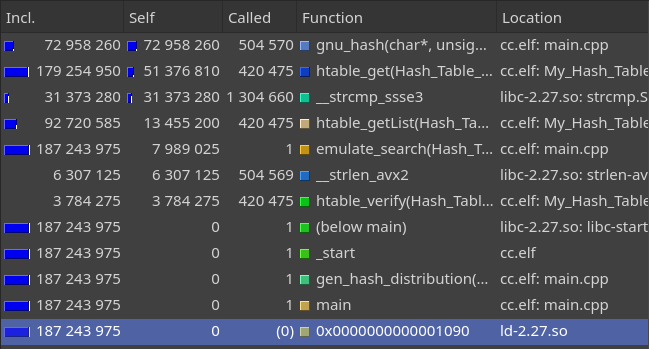 Incl. Self Called Function Location
72 958 260 72 958 260 504 570 gnu_hash(char*, unsig... cc.elf: main.cpp
179 254 950 51 376 810 420 475 htable_get(Hash_Table_... cc.elf: My_Hash_Table
31 373 280 31 373 280 1 304 660 __strcmp_ssse3 libc-2.27.so: strcmp.S
92 720 585 13 455 200 420 475 htable_getList(Hash_Ta... cc.elf: My_Hash_Table
187 243 975 7 989 025 1 emulate_search(Hash_T... cc.elf: main.cpp
6 307 125 6 307 125 504 569 __strlen_avx2 libc-2.27.so: strlen-av
3 784 275 3 784 275 420 475 htable_verify(Hash_Tabl... cc.elf: My_Hash_Table
187 243 975 0 1 (below main) libc-2.27.so: libc-start
187 243 975 0 1 _start cc.elf
187 243 975 0 1 gen_hash_distribution(... cc.elf: main.cpp
187 243 975 0 1 main cc.elf: main.cpp
187 243 975 0 (0) 0x0000000000001090 ld-2.27.so